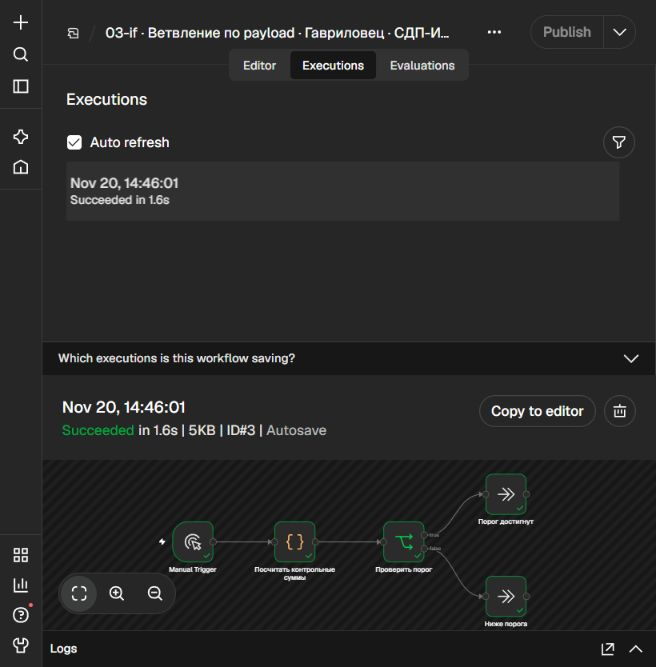 03-if · Ветвление по payload · Гавриловец · СДП-И...
Publish
Editor
Executions
Evaluations
Executions
Auto refresh
Nov 20, 14:46:01
Succeeded in 1.6s
Which executions is this workflow saving?
Nov 20, 14:46:01
Succeeded in 1.6s | 5KB | ID#3 | Autosave
Copy to editor
Порог достигнут
true
false
Manual Trigger
Посчитать контрольные
суммы
Проверить порог
Ниже порога
Logs